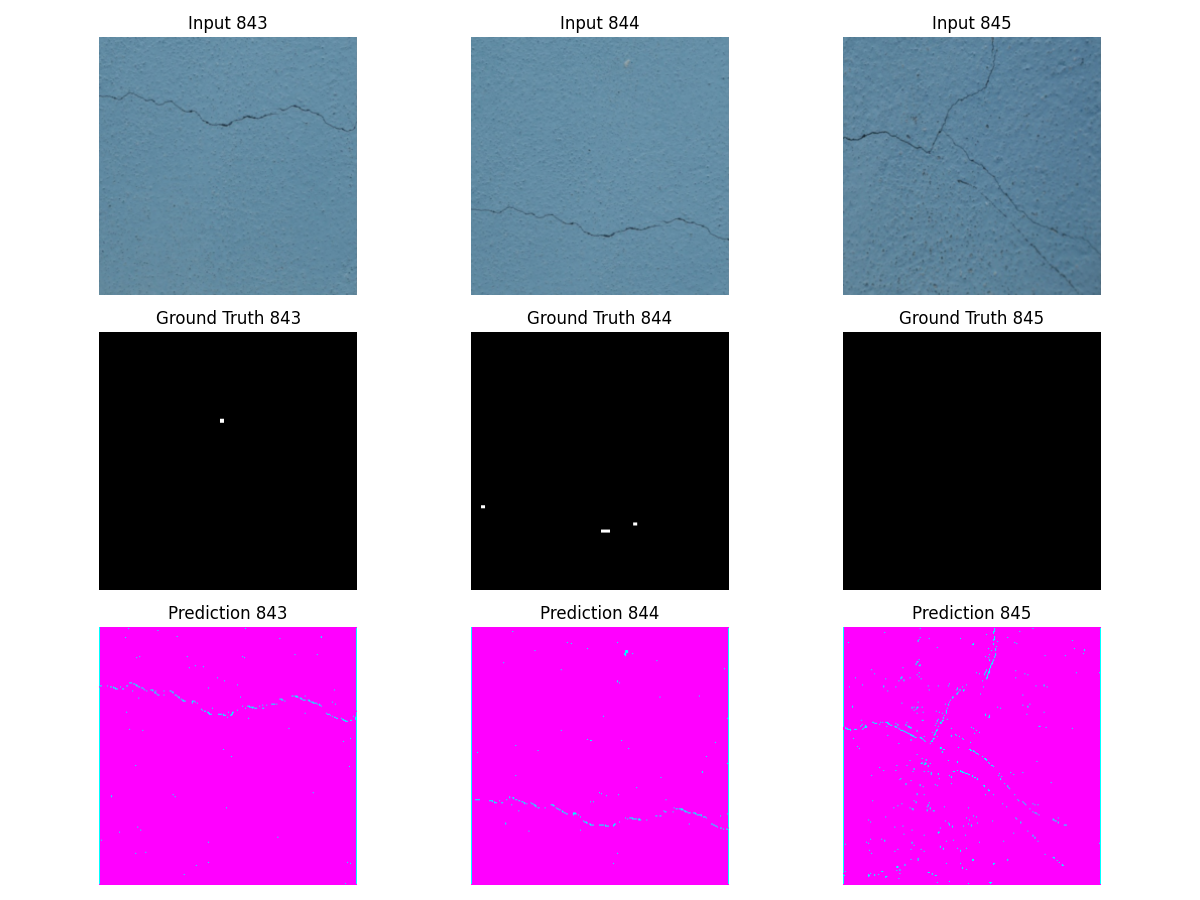 Input 843
Input 844
Input 845
Ground Truth 843
Ground Truth 844
Ground Truth 845
Prediction 843
Prediction 844
Prediction 845